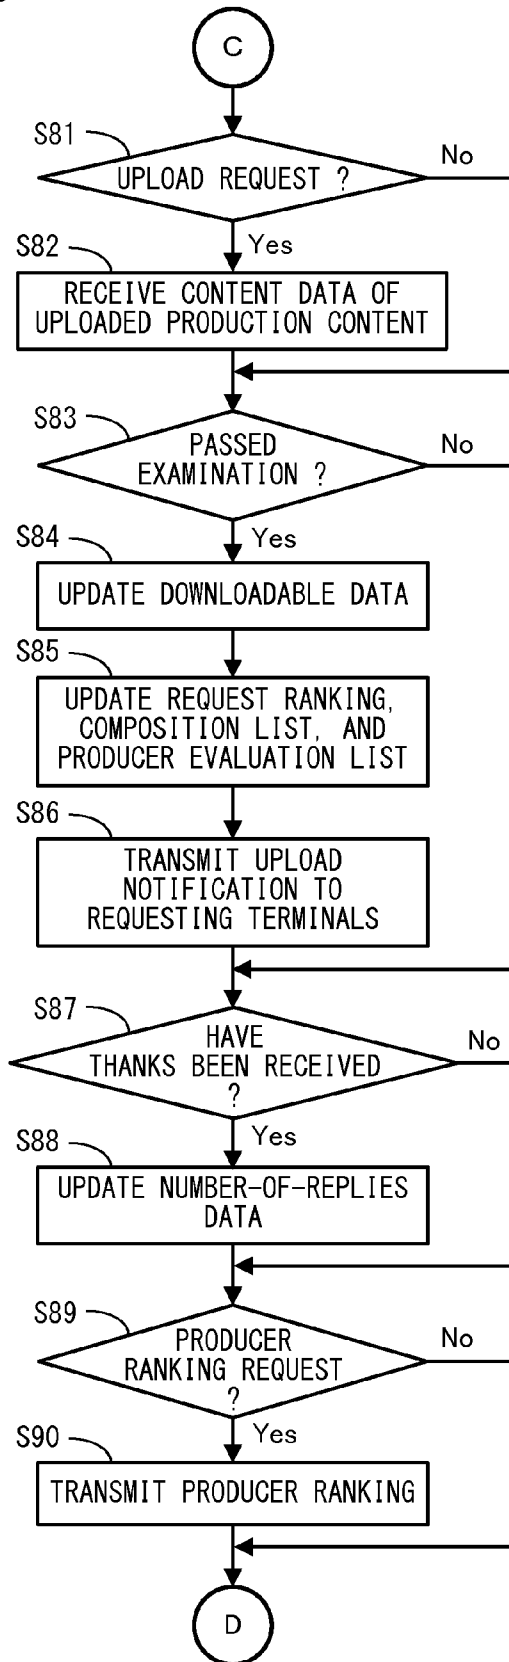 C
S81
UPLOAD REQUEST ?
No
Yes
S82
RECEIVE CONTENT DATA OF
UPLOADED PRODUCTION CONTENT
S83
PASSED
EXAMINATION ?
No
Yes
S84
UPDATE DOWNLOADABLE DATA
S85
UPDATE REQUEST RANKING,
COMPOSITION LIST, AND
PRODUCER EVALUATION LIST
S86
TRANSMIT UPLOAD
NOTIFICATION TO
REQUESTING TERMINALS
S87
HAVE
THANKS BEEN RECEIVED
?
No
Yes
S88
UPDATE NUMBER-OF-REPLIES
DATA
S89
PRODUCER
RANKING REQUEST
?
No
Yes
S90
TRANSMIT PRODUCER RANKING
D